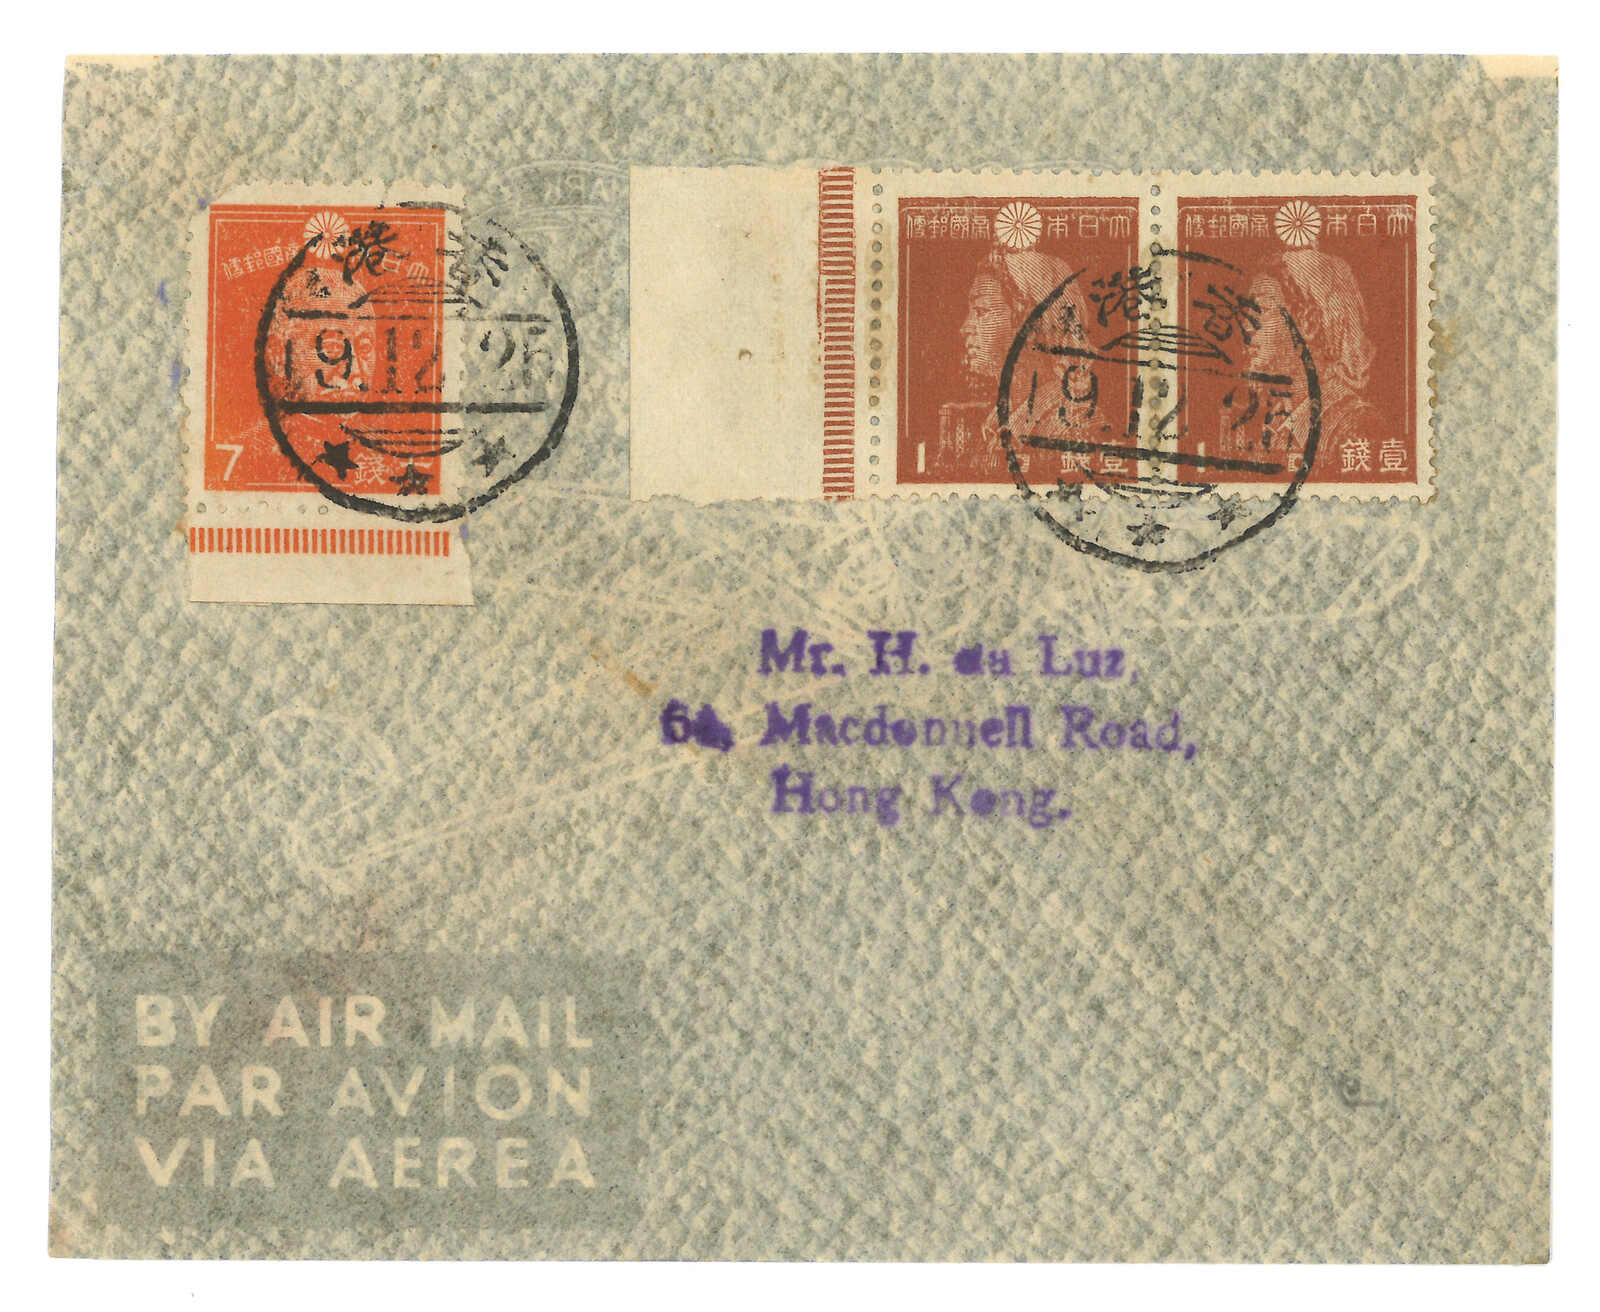 大日本帝國郵便
7
七錢
香港
19.12.25
大日本帝國郵便
1
壹錢
大日本帝國郵便
1
壹錢
香港
19.12.25
Mr. H. da Luz,
Macdonnell Road,
Hong Kong.
BY AIR MAIL
PAR AVION
VIA AEREA